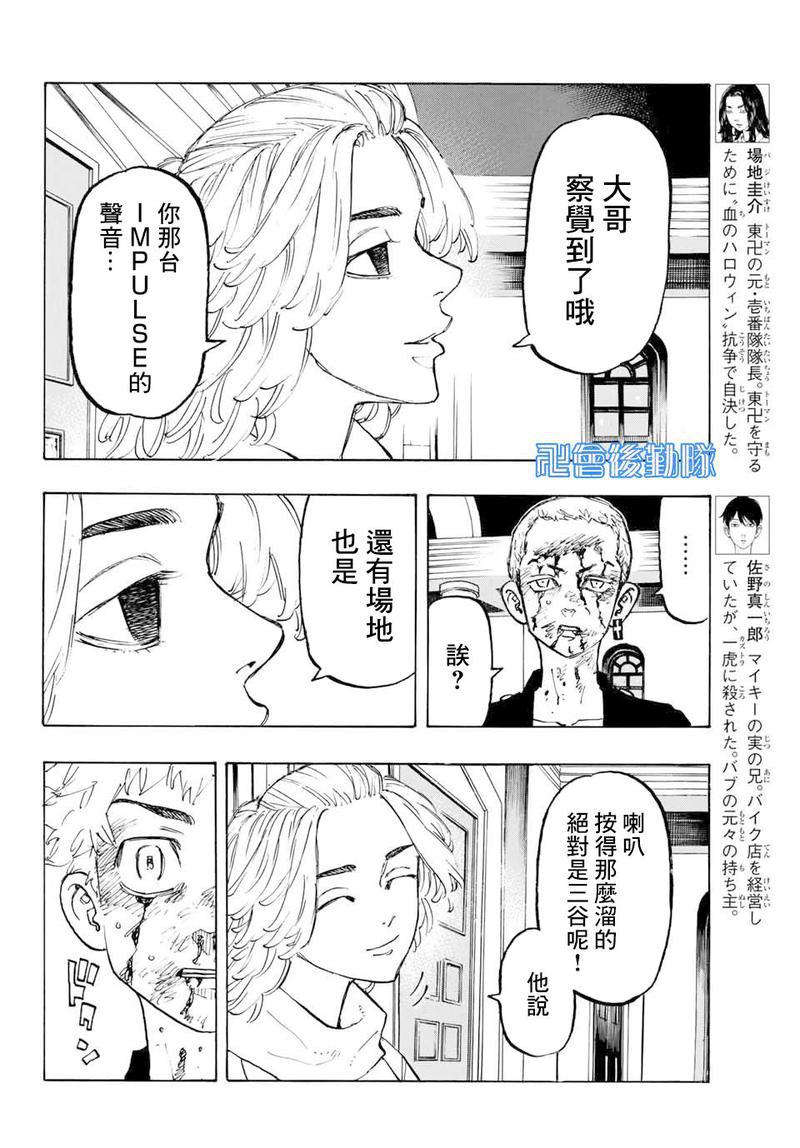 大哥
察覺到了哦
你那台
IMPULSE的
聲音…
卍會後勤隊
……
誒?
還有場地
也是
喇叭
按得那麼溜的
絕對是三谷呢!
他說
ドクン
場地圭介 東卍の元・壱番隊隊長。東卍を守る
ために〝血のハロウィン〟抗争で自決した。
佐野真一郎 マイキーの実の兄。バイク店を経営し
ていたが、一虎に殺された。バブの元々の持ち主。